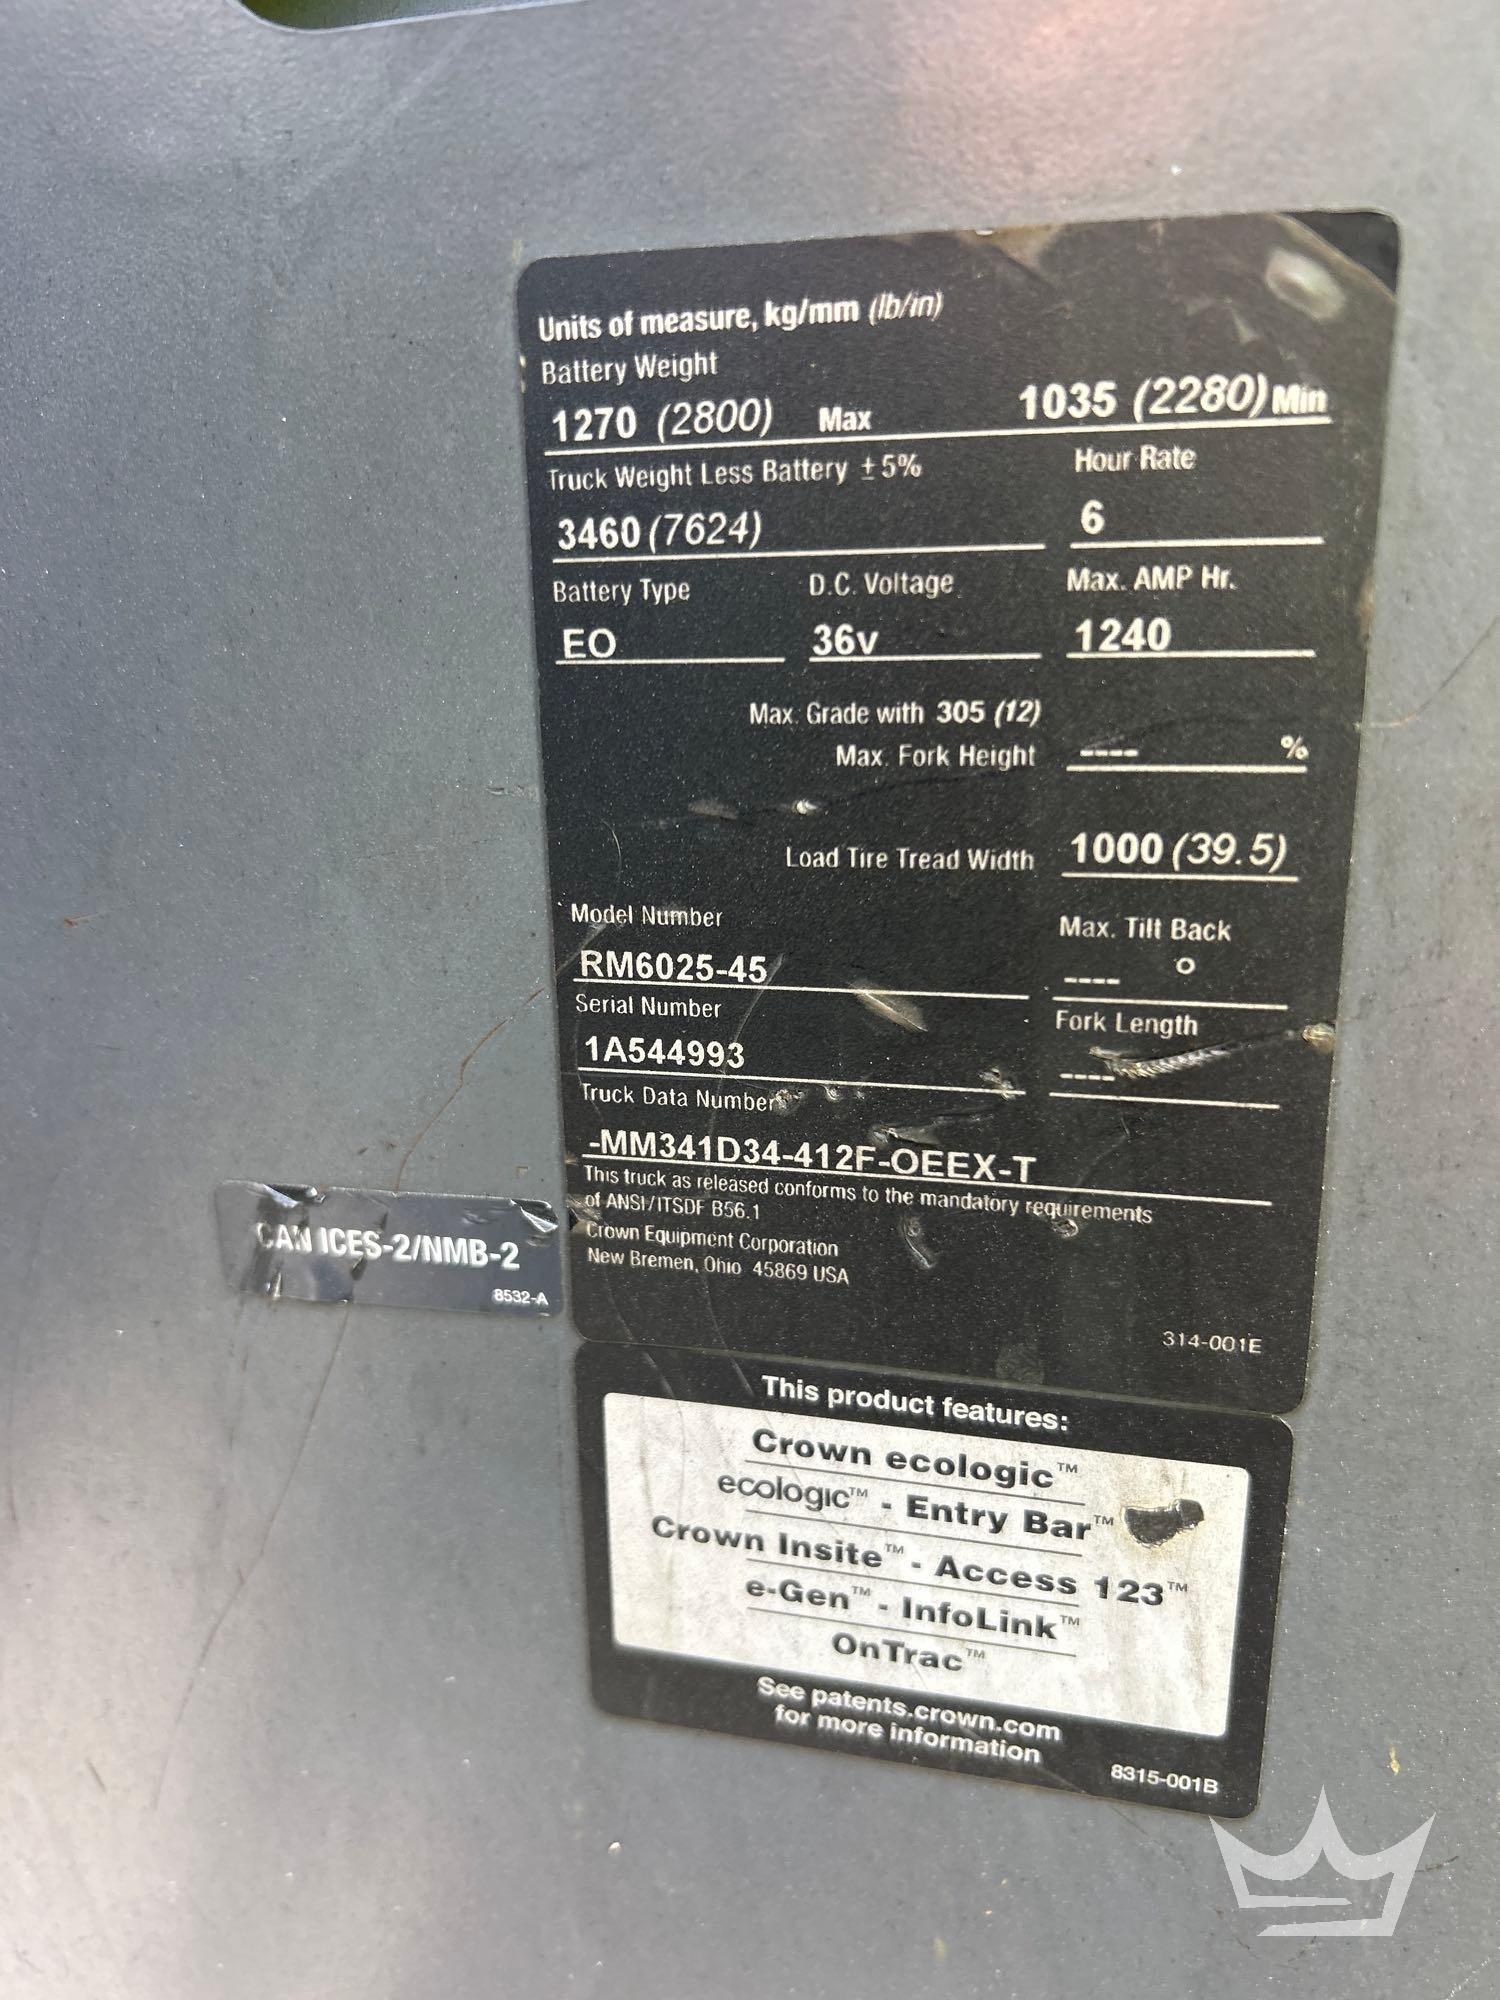 Units of measure, kg/mm (lb/in)
Battery Weight
1270 (2800) Max 1035 (2280) Min
Truck Weight Less Battery ±5% Hour Rate
3460 (7624) 6
Battery Type D.C. Voltage Max. AMP Hr.
EO 36v 1240
Max. Grade with 305 (12)
Max. Fork Height ---- %
Load Tire Tread Width 1000 (39.5)
Model Number Max. Tilt Back
RM6025-45 ---- °
Serial Number Fork Length
1A544993 ----
Truck Data Number
-MM341D34-412F-OEEX-T
This truck as released conforms to the mandatory requirements
of ANSI/ITSDF B56.1
Crown Equipment Corporation
New Bremen, Ohio 45869 USA
314-001E
CAN ICES-2/NMB-2
8532-A
This product features:
Crown ecologic™
ecologic™ - Entry Bar™
Crown Insite™ - Access 123™
e-Gen™ - InfoLink™
OnTrac™
See patents.crown.com
for more information
8315-001B